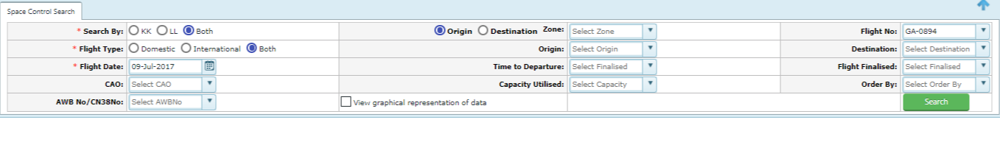 Space Control Search
* Search By: KK LL Both Origin Destination Zone: Select Zone Flight No: GA-0894
* Flight Type: Domestic International Both Origin: Select Origin Destination: Select Destination
* Flight Date: 09-Jul-2017 Time to Departure: Select Finalised Flight Finalised: Select Finalised
CAO: Select CAO Capacity Utilised: Select Capacity Order By: Select Order By
AWB No/CN38No: Select AWBNo View graphical representation of data Search